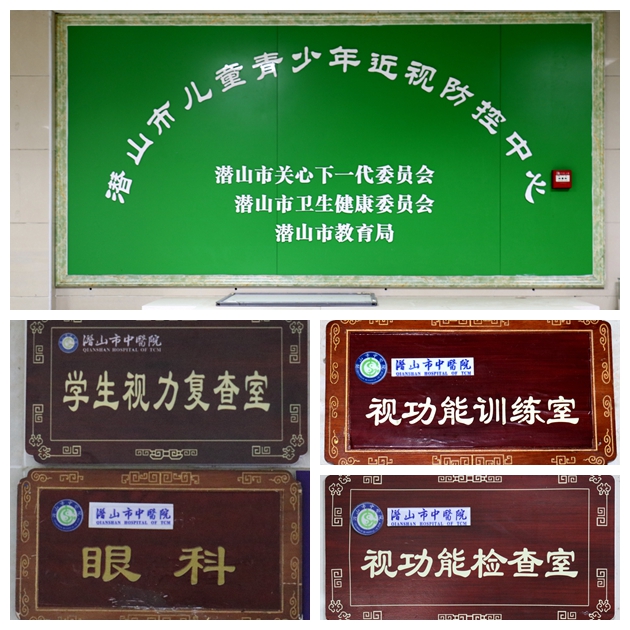 潜山市儿童青少年近视防控中心
潜山市关心下一代委员会
潜山市卫生健康委员会
潜山市教育局
潜山市中醫院
QIANSHAN HOSPITAL OF TCM
学生视力复查室
潜山市中醫院
QIANSHAN HOSPITAL OF TCM
视功能训练室
潜山市中醫院
QIANSHAN HOSPITAL OF TCM
眼科
潜山市中醫院
QIANSHAN HOSPITAL OF TCM
视功能检查室